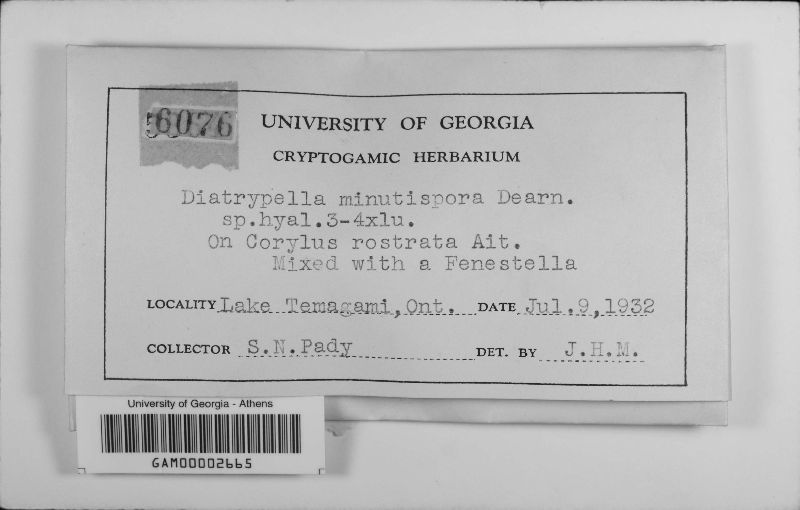 6076
UNIVERSITY OF GEORGIA
CRYPTOGAMIC HERBARIUM
Diatrypella minutispora Dearn.
sp.hyal.3-4xlu.
On Corylus rostrata Ait.
Mixed with a Fenestella
LOCALITY Lake Temagami, Ont. DATE Jul.9,1932
COLLECTOR S.N.Pady DET. BY J.H.M.
University of Georgia - Athens
GAM00002665